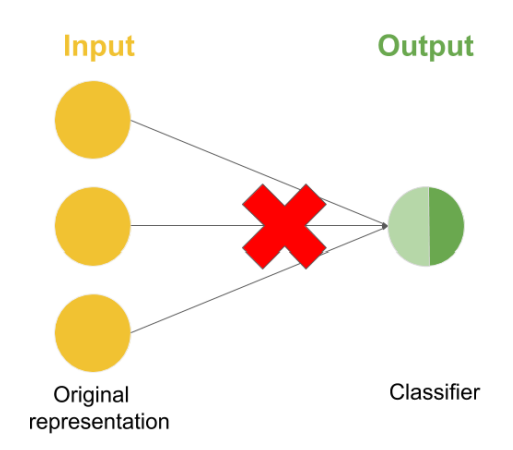 Input
Output
Original
representation
Classifier